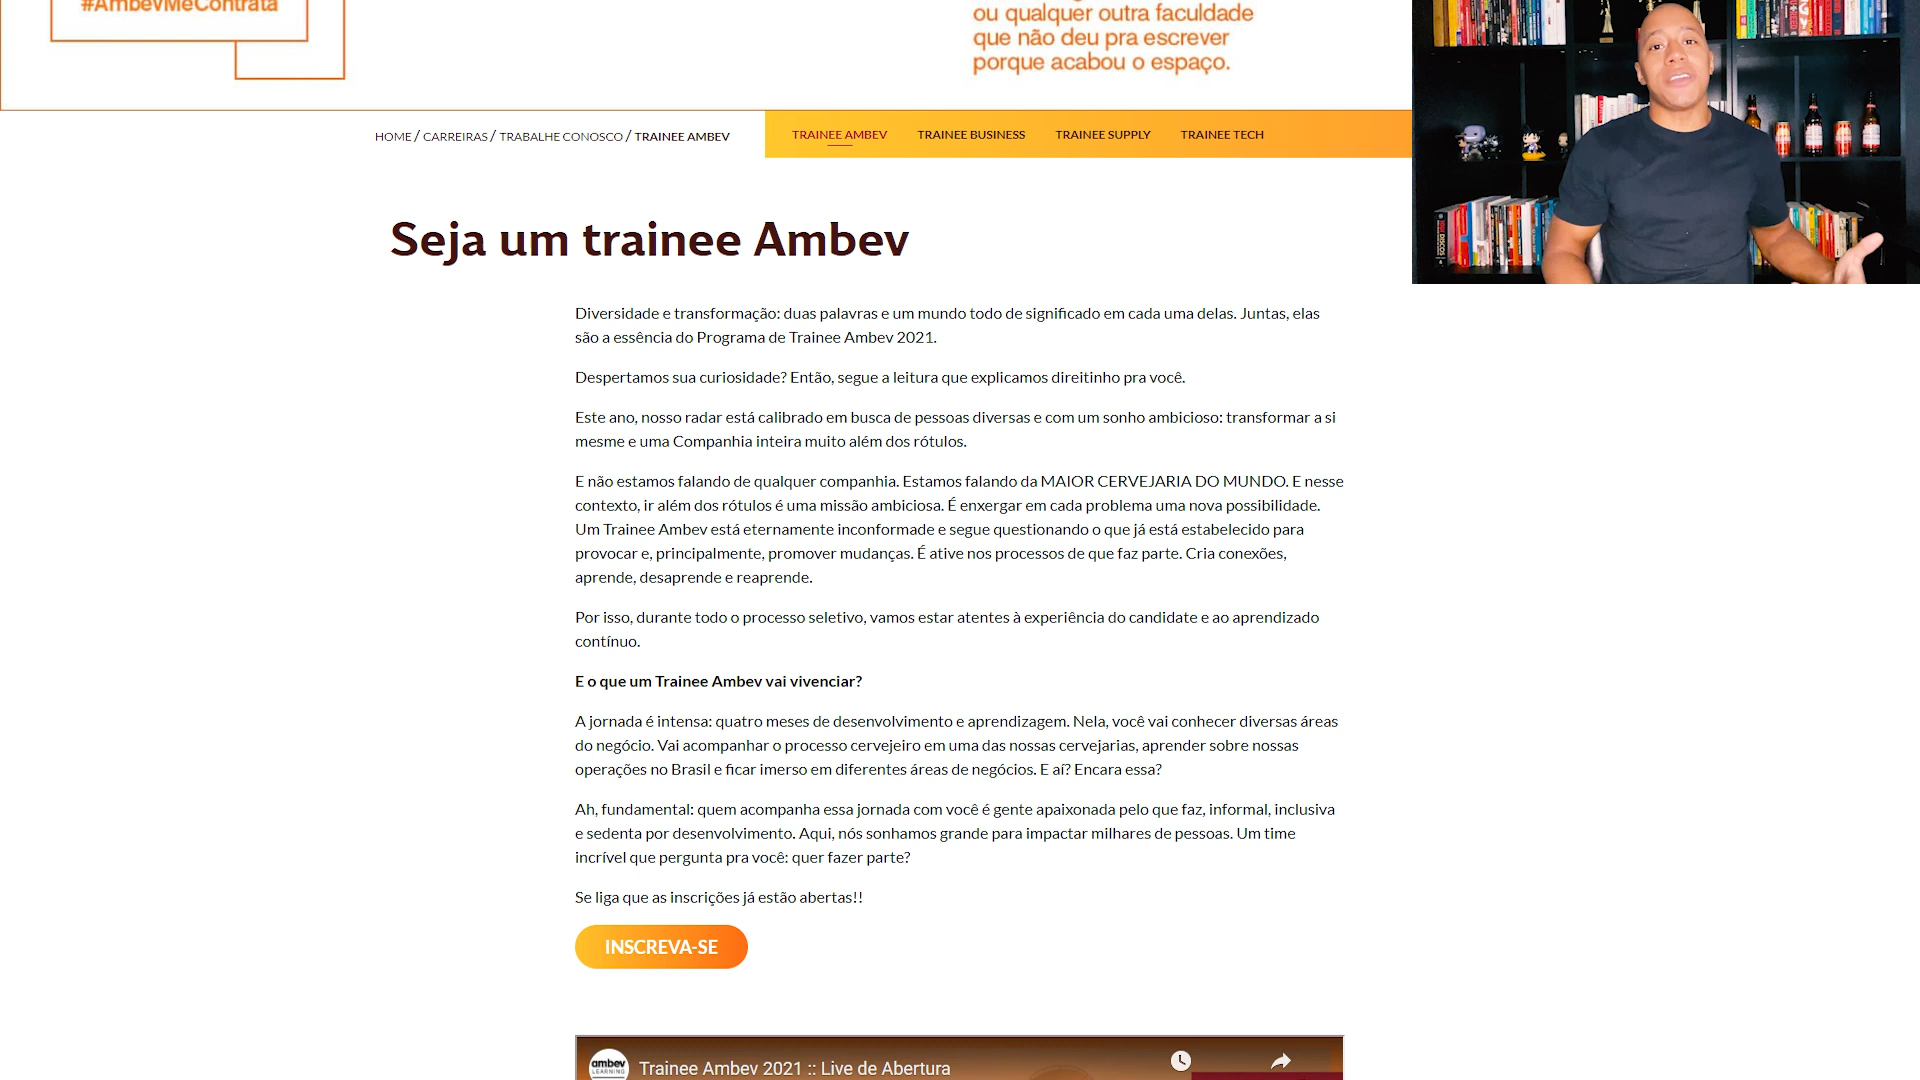 #AmbevMeContrata
ou qualquer outra faculdade
que não deu pra escrever
porque acabou o espaço.
HOME / CARREIRAS / TRABALHE CONOSCO / TRAINEE AMBEV
TRAINEE AMBEV TRAINEE BUSINESS TRAINEE SUPPLY TRAINEE TECH
Seja um trainee Ambev
Diversidade e transformação: duas palavras e um mundo todo de significado em cada uma delas. Juntas, elas
são a essência do Programa de Trainee Ambev 2021.
Despertamos sua curiosidade? Então, segue a leitura que explicamos direitinho pra você.
Este ano, nosso radar está calibrado em busca de pessoas diversas e com um sonho ambicioso: transformar a si
mesme e uma Companhia inteira muito além dos rótulos.
E não estamos falando de qualquer companhia. Estamos falando da MAIOR CERVEJARIA DO MUNDO. E nesse
contexto, ir além dos rótulos é uma missão ambiciosa. É enxergar em cada problema uma nova possibilidade.
Um Trainee Ambev está eternamente inconformade e segue questionando o que já está estabelecido para
provocar e, principalmente, promover mudanças. É ative nos processos de que faz parte. Cria conexões,
aprende, desaprende e reaprende.
Por isso, durante todo o processo seletivo, vamos estar atentes à experiência do candidate e ao aprendizado
contínuo.
E o que um Trainee Ambev vai vivenciar?
A jornada é intensa: quatro meses de desenvolvimento e aprendizagem. Nela, você vai conhecer diversas áreas
do negócio. Vai acompanhar o processo cervejeiro em uma das nossas cervejarias, aprender sobre nossas
operações no Brasil e ficar imerso em diferentes áreas de negócios. E aí? Encara essa?
Ah, fundamental: quem acompanha essa jornada com você é gente apaixonada pelo que faz, informal, inclusiva
e sedenta por desenvolvimento. Aqui, nós sonhamos grande para impactar milhares de pessoas. Um time
incrível que pergunta pra você: quer fazer parte?
Se liga que as inscrições já estão abertas!!
INSCREVA-SE
ambev
LEARNING
Trainee Ambev 2021 :: Live de Abertura